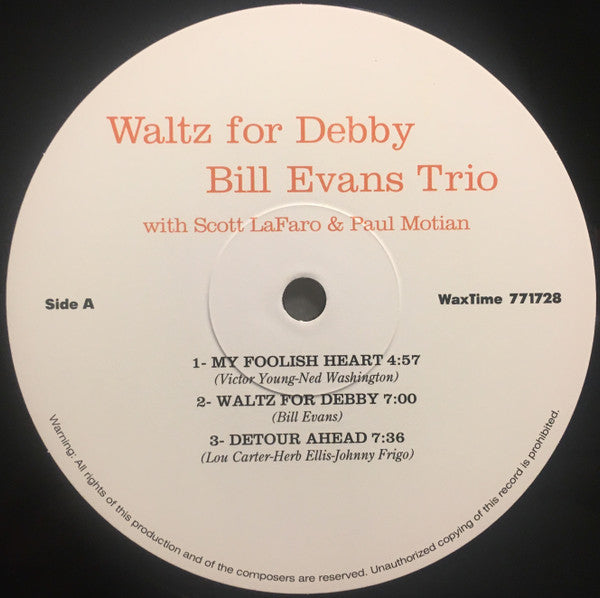 Waltz for Debby
Bill Evans Trio
with Scott LaFaro & Paul Motian
Side A
WaxTime 771728
1- MY FOOLISH HEART 4:57
(Victor Young-Ned Washington)
2- WALTZ FOR DEBBY 7:00
(Bill Evans)
3- DETOUR AHEAD 7:36
(Lou Carter-Herb Ellis-Johnny Frigo)
Warning: All rights of this production and of the composers are reserved. Unauthorized copying of this record is prohibited.